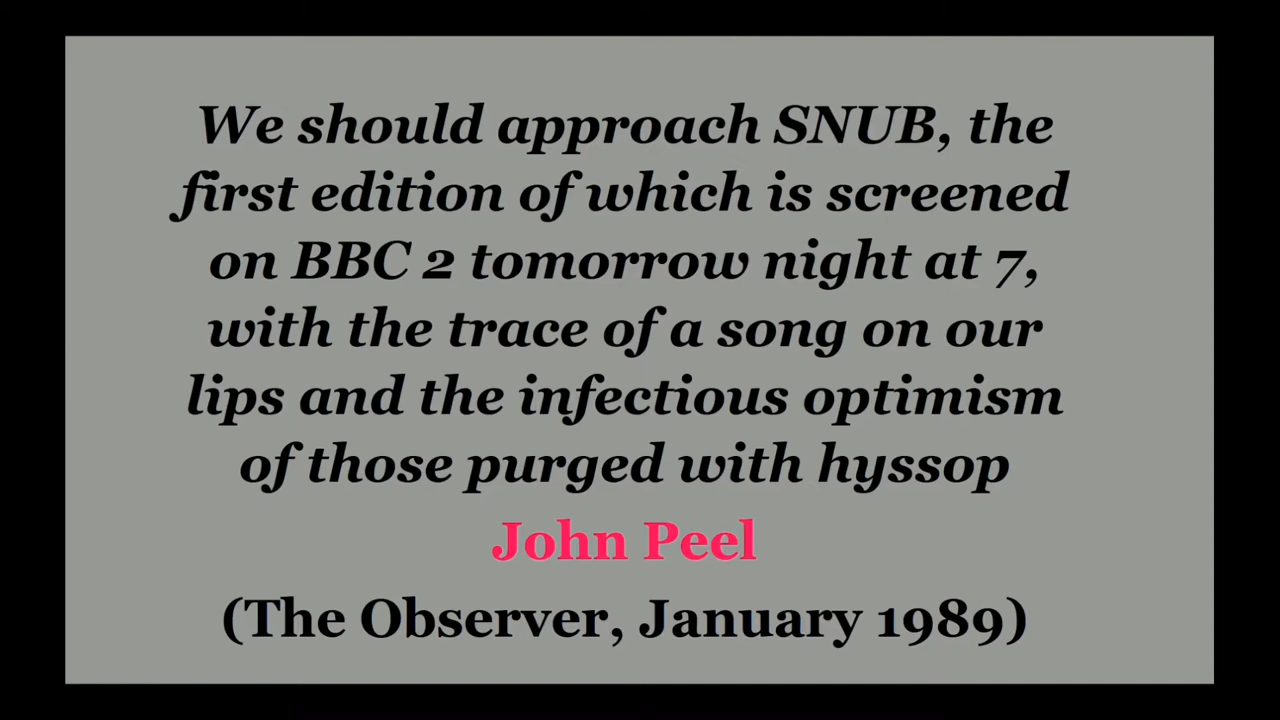 We should approach SNUB, the
first edition of which is screened
on BBC 2 tomorrow night at 7,
with the trace of a song on our
lips and the infectious optimism
of those purged with hyssop
John Peel
(The Observer, January 1989)